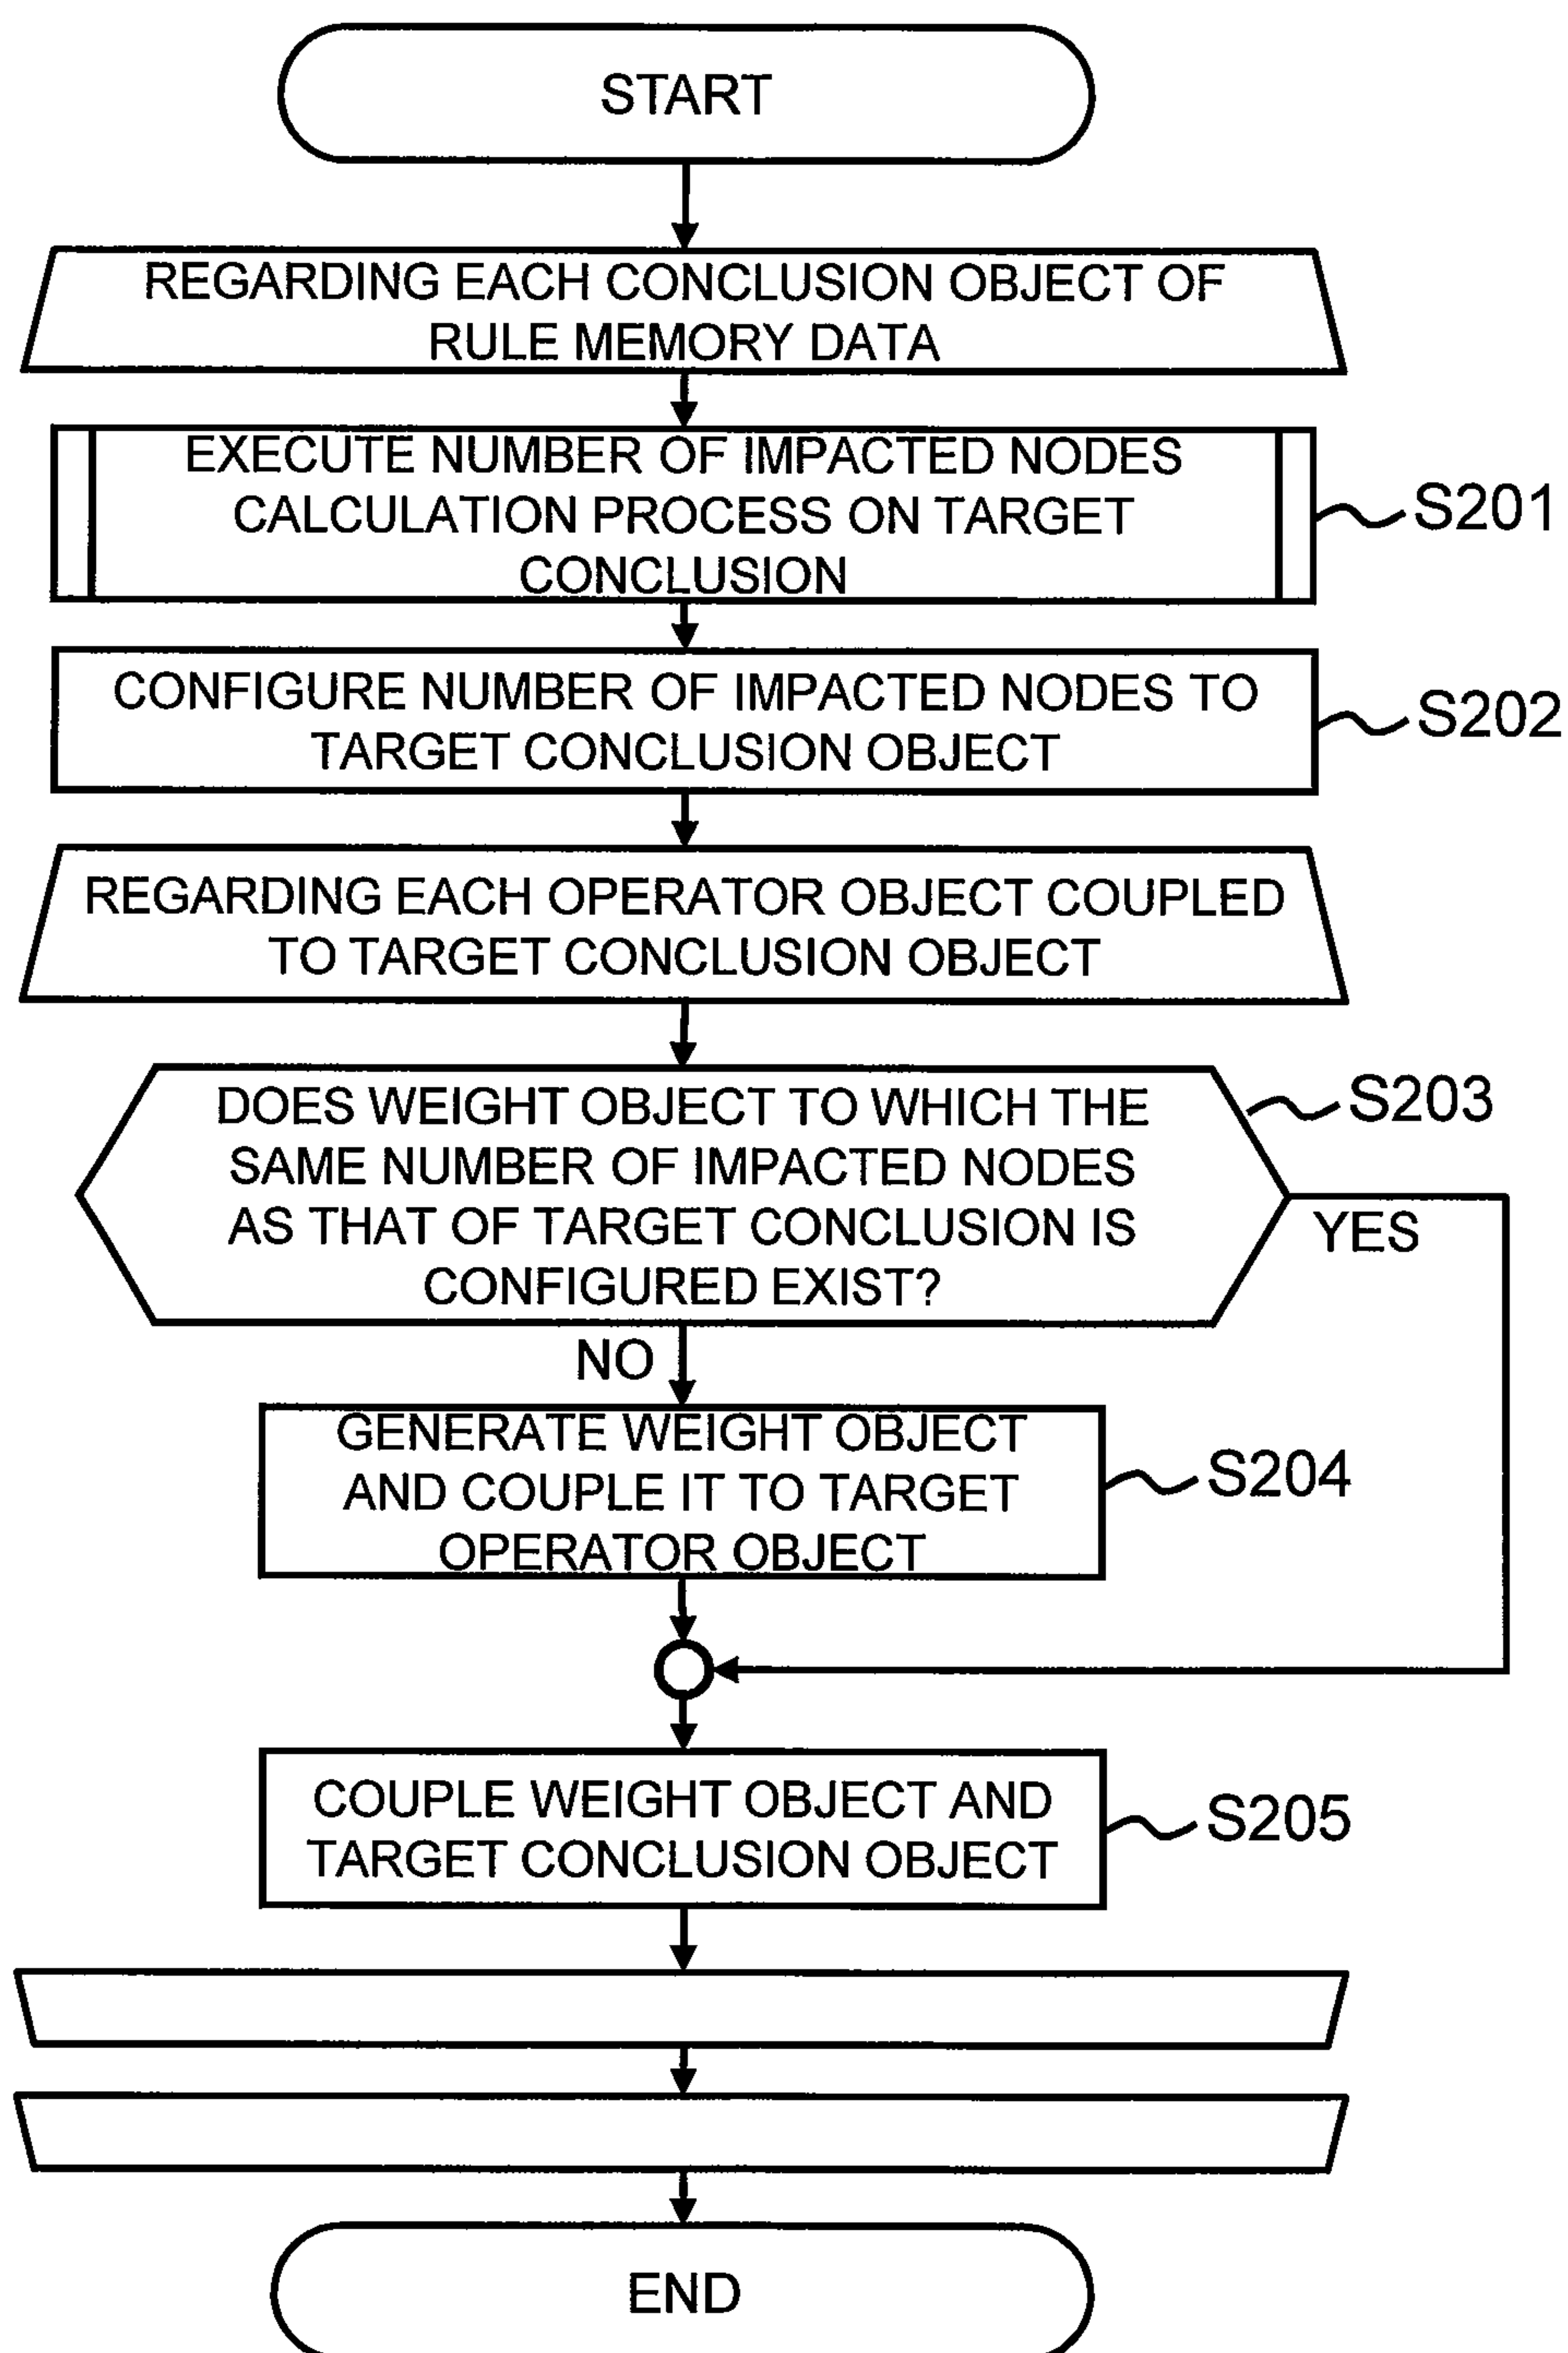 START
REGARDING EACH CONCLUSION OBJECT OF
RULE MEMORY DATA
EXECUTE NUMBER OF IMPACTED NODES
CALCULATION PROCESS ON TARGET
CONCLUSION
S201
CONFIGURE NUMBER OF IMPACTED NODES TO
TARGET CONCLUSION OBJECT
S202
REGARDING EACH OPERATOR OBJECT COUPLED
TO TARGET CONCLUSION OBJECT
DOES WEIGHT OBJECT TO WHICH THE
SAME NUMBER OF IMPACTED NODES
AS THAT OF TARGET CONCLUSION IS
CONFIGURED EXIST?
S203
YES
NO
GENERATE WEIGHT OBJECT
AND COUPLE IT TO TARGET
OPERATOR OBJECT
S204
COUPLE WEIGHT OBJECT AND
TARGET CONCLUSION OBJECT
S205
END